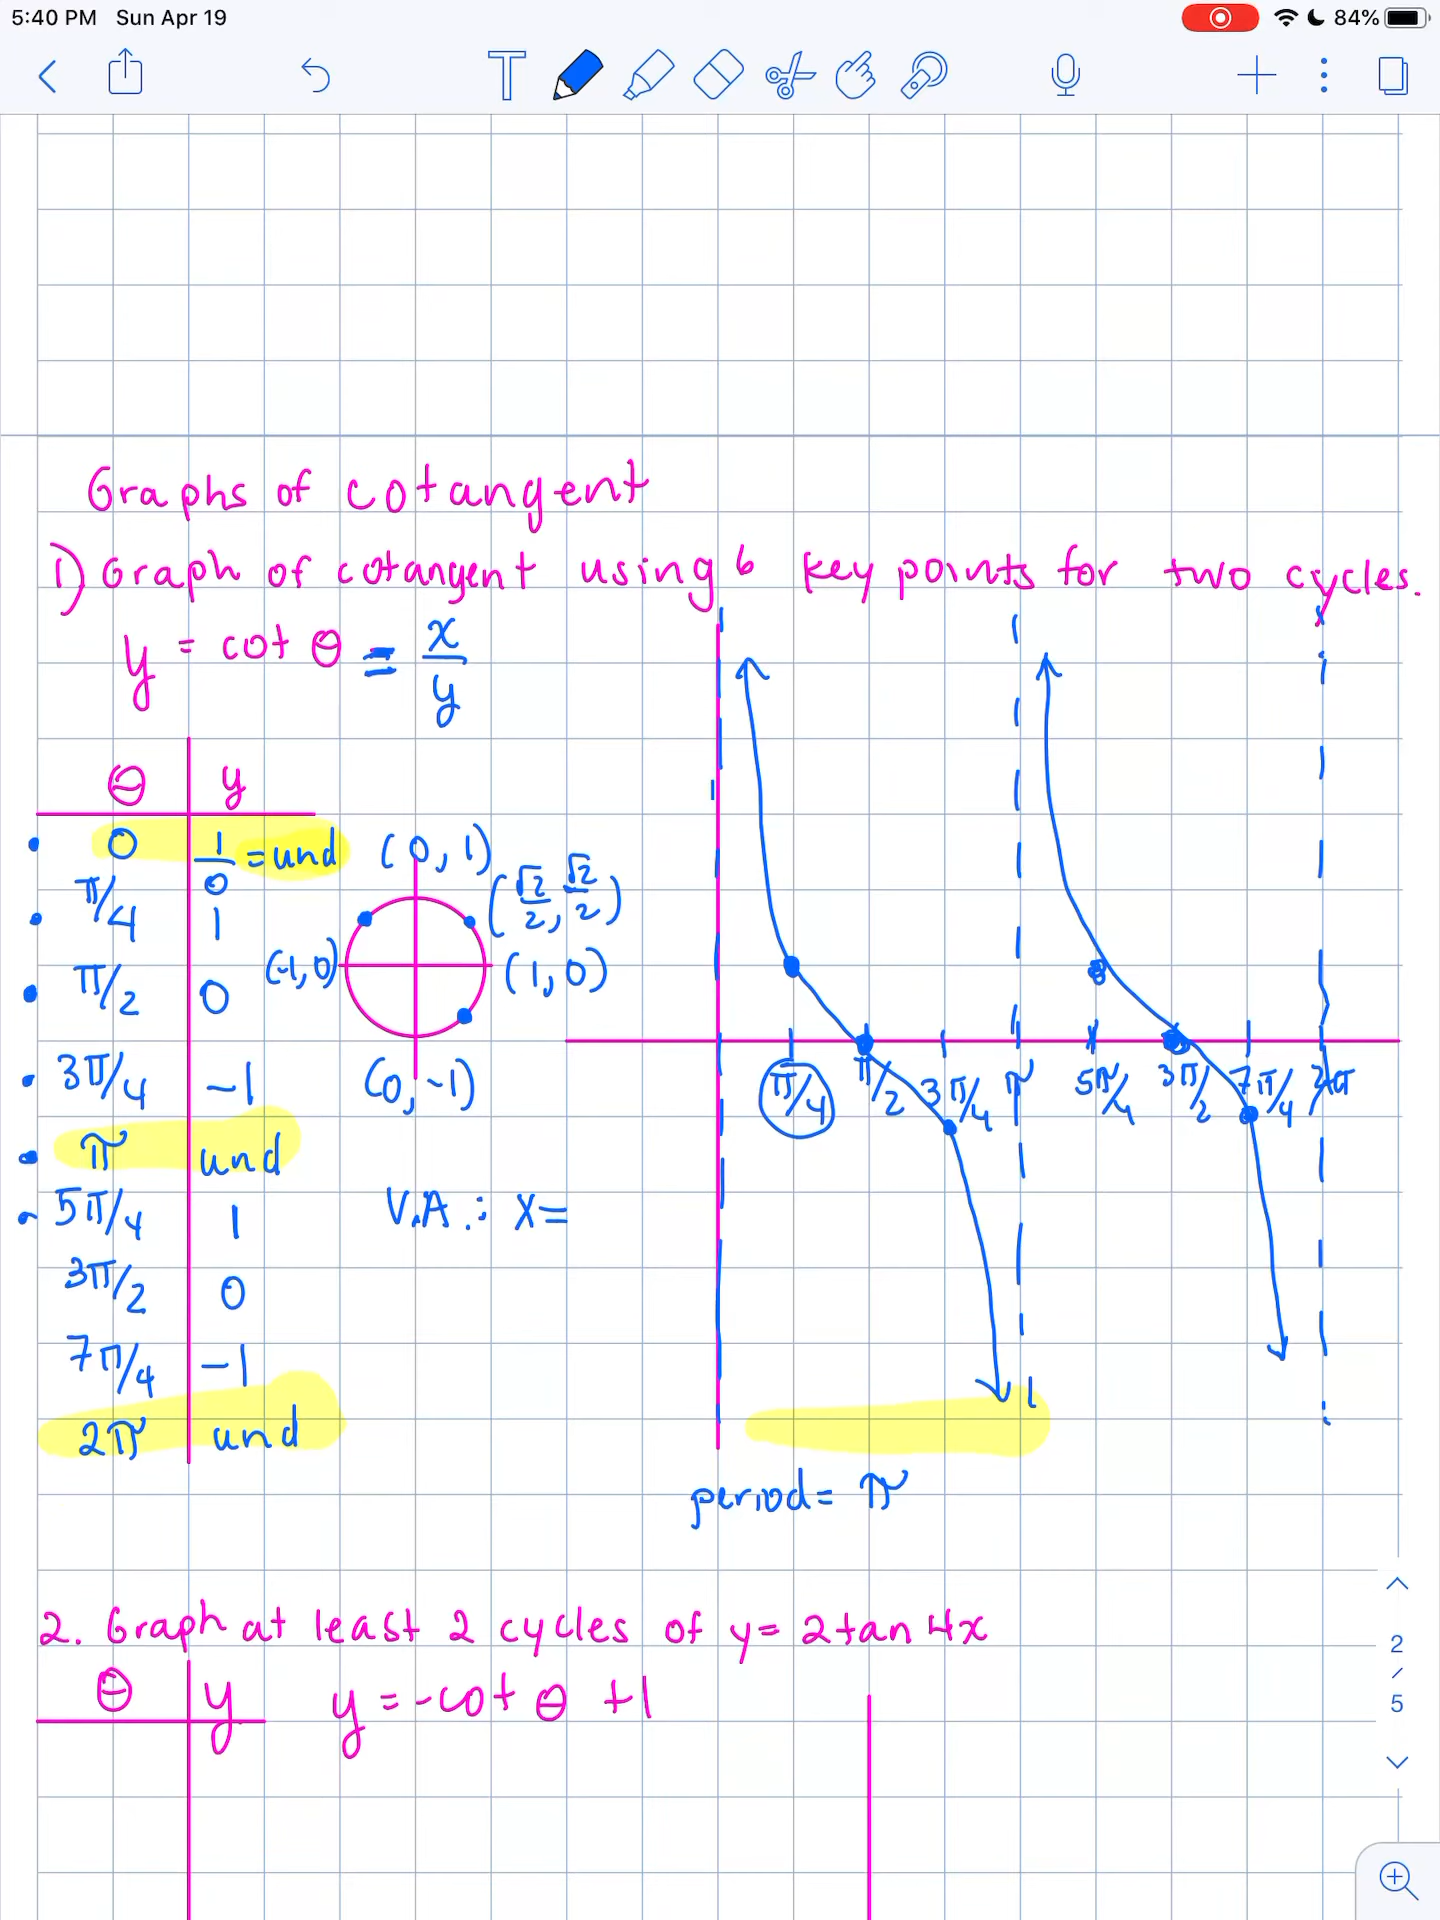 5:40 PM Sun Apr 19
84%
Graphs of cotangent
1) Graph of cotangent using 6 key points for two cycles.
y = cot θ = x/y
θ y
0 1/0 = und
π/4 1
π/2 0
3π/4 -1
π und
5π/4 1
3π/2 0
7π/4 -1
2π und
(0, 1)
(√2/2, √2/2)
(-1, 0) (1, 0)
(0, -1)
V.A.: x=
π/4 π/2 3π/4 π 5π/4 3π/2 7π/4 2π
period = π
2. Graph at least 2 cycles of y = 2tan 4x
θ y y = -cot θ +1
2
/
5